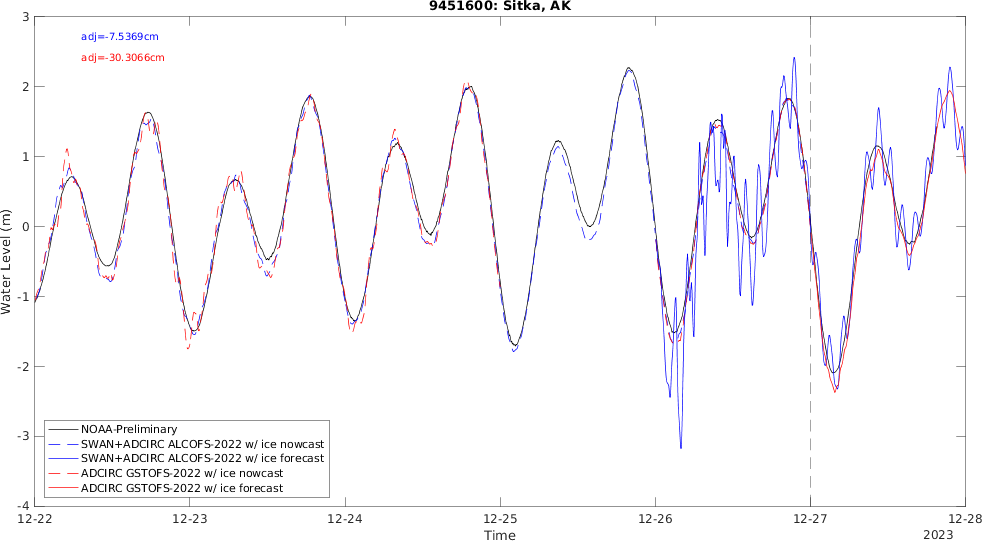 9451600: Sitka, AK
adj=-7.5369cm
adj=-30.3066cm
Water Level (m)
3
2
1
0
-1
-2
-3
-4
NOAA-Preliminary
SWAN+ADCIRC ALCOFS-2022 w/ ice nowcast
SWAN+ADCIRC ALCOFS-2022 w/ ice forecast
ADCIRC GSTOFS-2022 w/ ice nowcast
ADCIRC GSTOFS-2022 w/ ice forecast
12-22
12-23
12-24
12-25
12-26
12-27
12-28
Time
2023